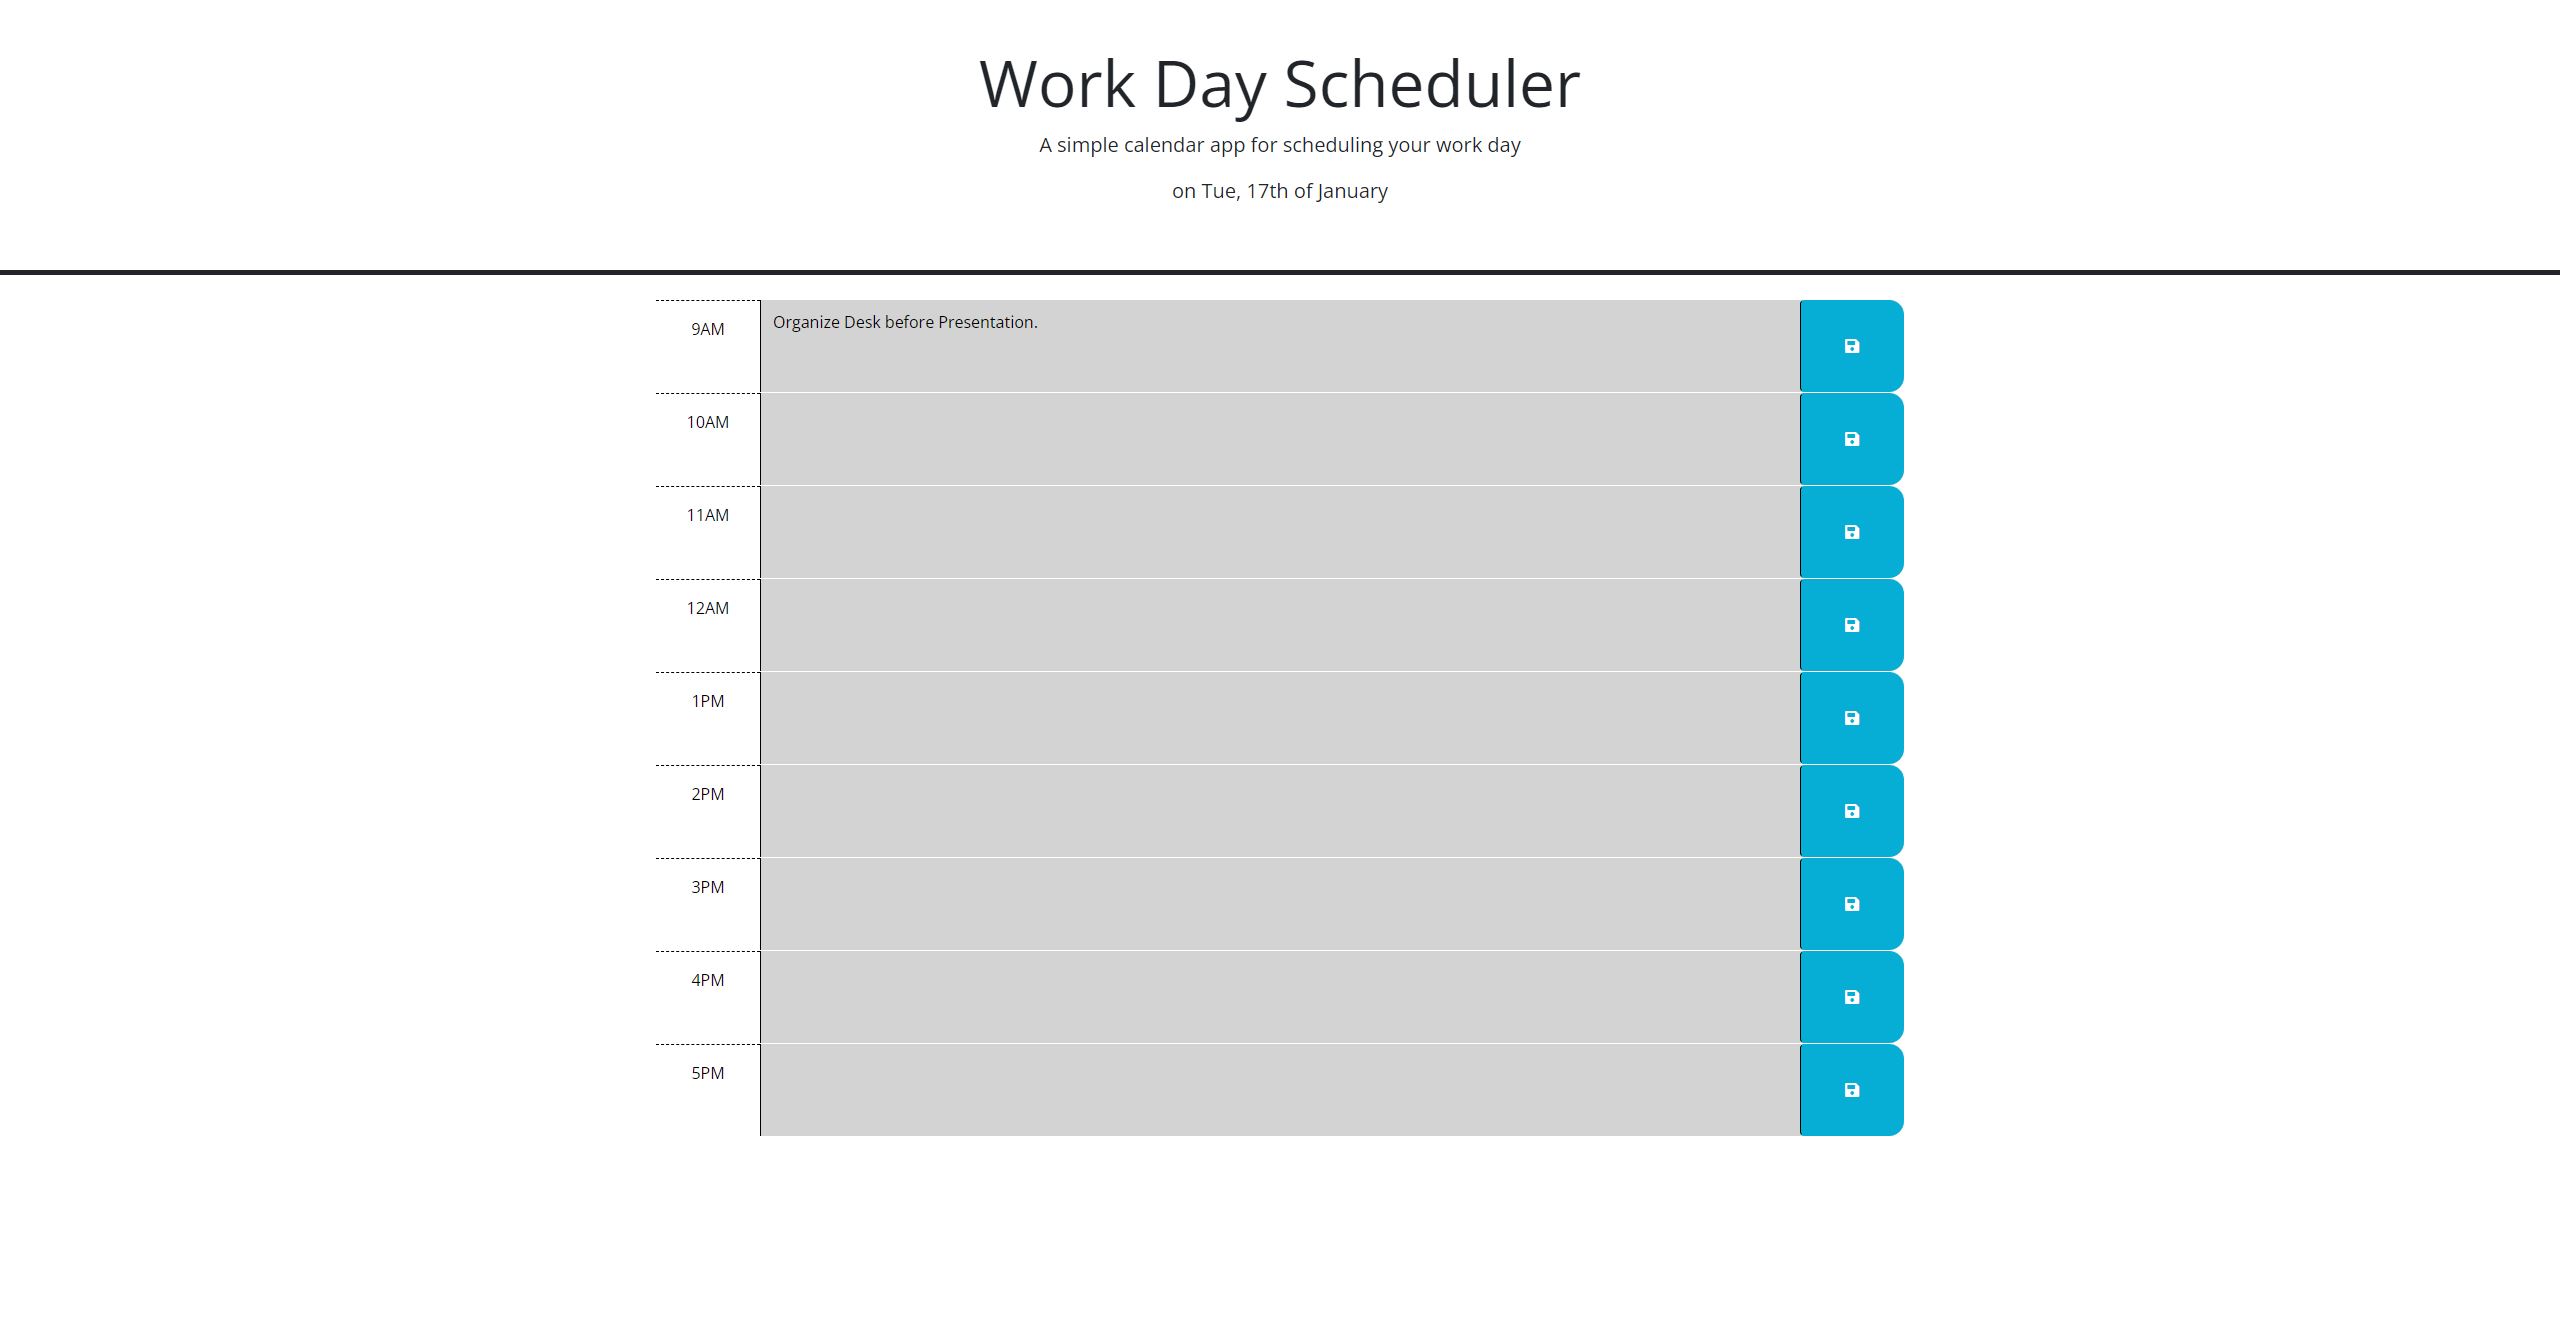 Work Day Scheduler
A simple calendar app for scheduling your work day
on Tue, 17th of January
9AM
Organize Desk before Presentation.
10AM
11AM
12AM
1PM
2PM
3PM
4PM
5PM